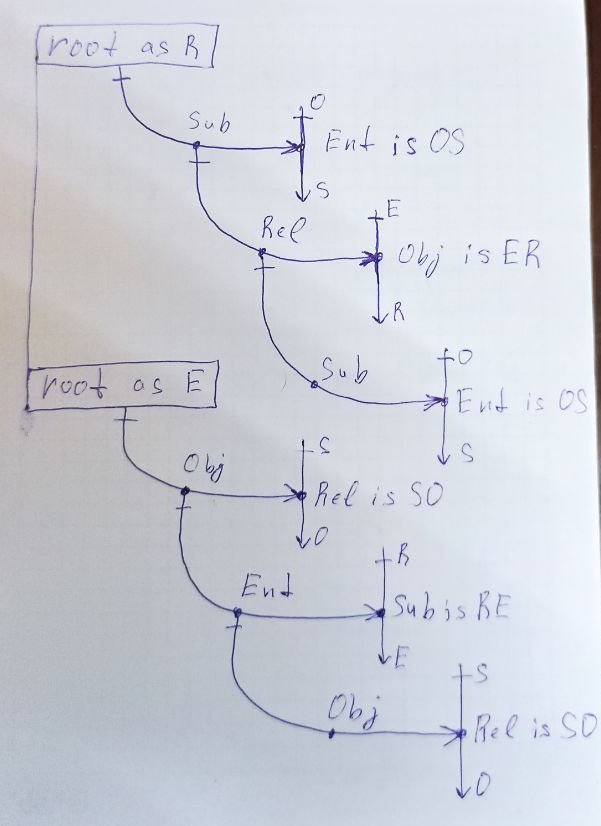 root as R
O
Sub
Ent is OS
S
E
Rel
Obj is ER
R
O
Sub
root as E
Ent is OS
S
S
Obj
Rel is SO
O
R
Ent
Sub is RE
E
S
Obj
Rel is SO
O